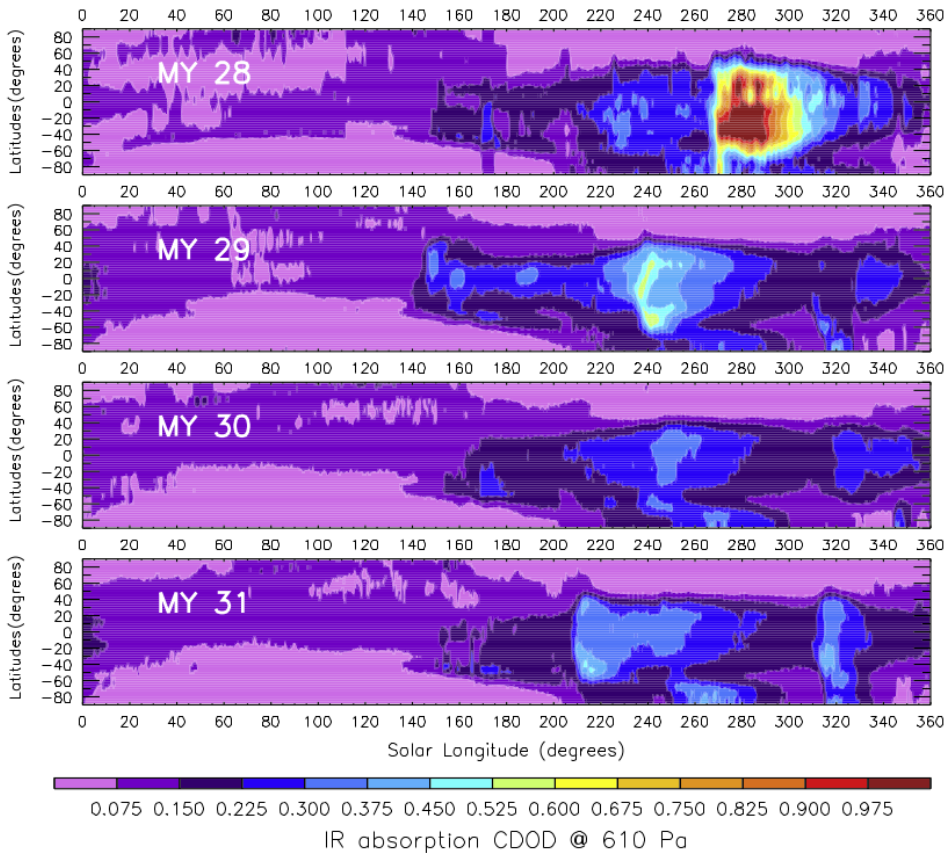 0 20 40 60 80 100 120 140 160 180 200 220 240 260 280 300 320 340 360
Latitudes(degrees)
80
60
40
20
0
−20
−40
−60
−80
MY 28
Latitudes(degrees)
80
60
40
20
0
−20
−40
−60
−80
MY 29
0 20 40 60 80 100 120 140 160 180 200 220 240 260 280 300 320 340 360
Latitudes(degrees)
80
60
40
20
0
−20
−40
−60
−80
MY 30
0 20 40 60 80 100 120 140 160 180 200 220 240 260 280 300 320 340 360
Latitudes(degrees)
80
60
40
20
0
−20
−40
−60
−80
MY 31
0 20 40 60 80 100 120 140 160 180 200 220 240 260 280 300 320 340 360
0 20 40 60 80 100 120 140 160 180 200 220 240 260 280 300 320 340 360
Solar Longitude (degrees)
0.075 0.150 0.225 0.300 0.375 0.450 0.525 0.600 0.675 0.750 0.825 0.900 0.975
IR absorption CDOD @ 610 Pa